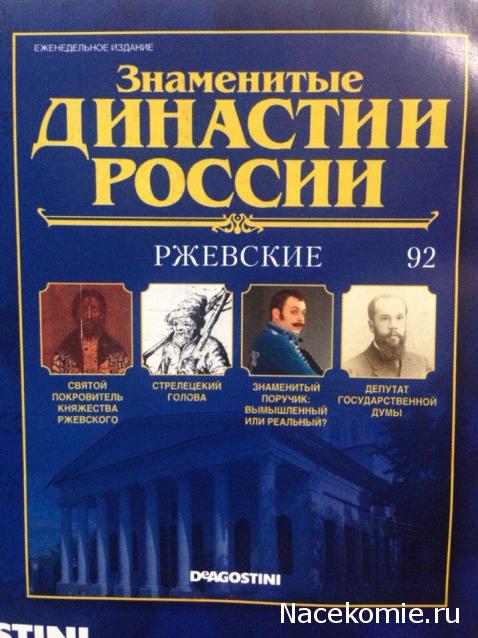 ЕЖЕНЕДЕЛЬНОЕ ИЗДАНИЕ
Знаменитые
ДИНАСТИИ
РОССИИ
РЖЕВСКИЕ 92
СВЯТОЙ
ПОКРОВИТЕЛЬ
КНЯЖЕСТВА
РЖЕВСКОГО
СТРЕЛЕЦКИЙ
ГОЛОВА
ЗНАМЕНИТЫЙ
ПОРУЧИК:
ВЫМЫШЛЕННЫЙ
ИЛИ РЕАЛЬНЫЙ?
ДЕПУТАТ
ГОСУДАРСТВЕННОЙ
ДУМЫ
DeAGOSTINI
Nacekomie.ru
STINI